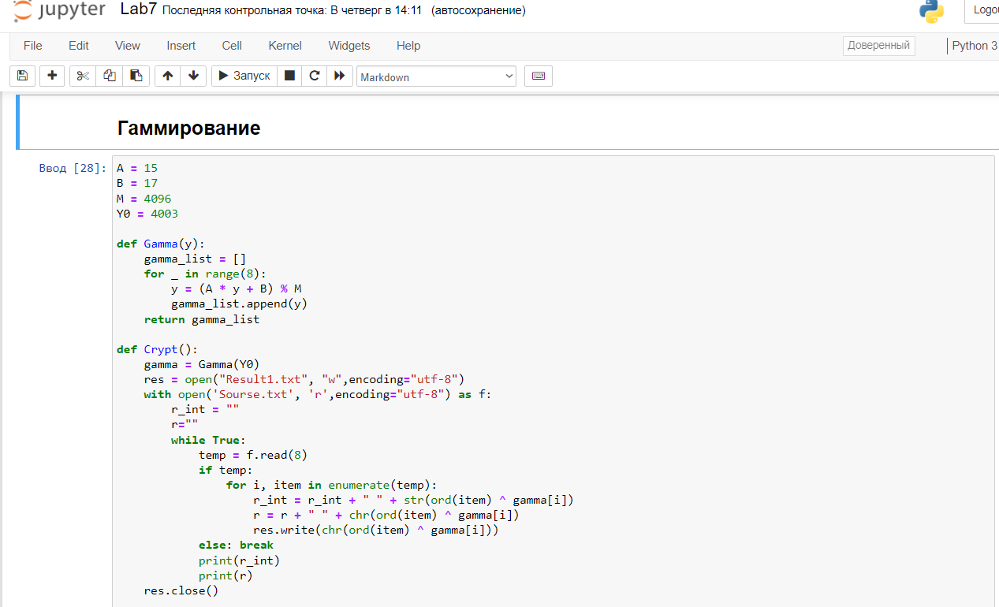 jupyter Lab7 Последняя контрольная точка: В четверг в 14:11 (автосохранение)
File Edit View Insert Cell Kernel Widgets Help Доверенный Python 3
Запуск Markdown
Гаммирование
Ввод [28]:
A = 15
B = 17
M = 4096
Y0 = 4003
def Gamma(y):
    gamma_list = []
    for _ in range(8):
        y = (A * y + B) % M
        gamma_list.append(y)
    return gamma_list
def Crypt():
    gamma = Gamma(Y0)
    res = open("Result1.txt", "w",encoding="utf-8")
    with open('Sourse.txt', 'r',encoding="utf-8") as f:
        r_int = ""
        r=""
        while True:
            temp = f.read(8)
            if temp:
                for i, item in enumerate(temp):
                    r_int = r_int + " " + str(ord(item) ^ gamma[i])
                    r = r + " " + chr(ord(item) ^ gamma[i])
                    res.write(chr(ord(item) ^ gamma[i]))
            else: break
            print(r_int)
            print(r)
    res.close()